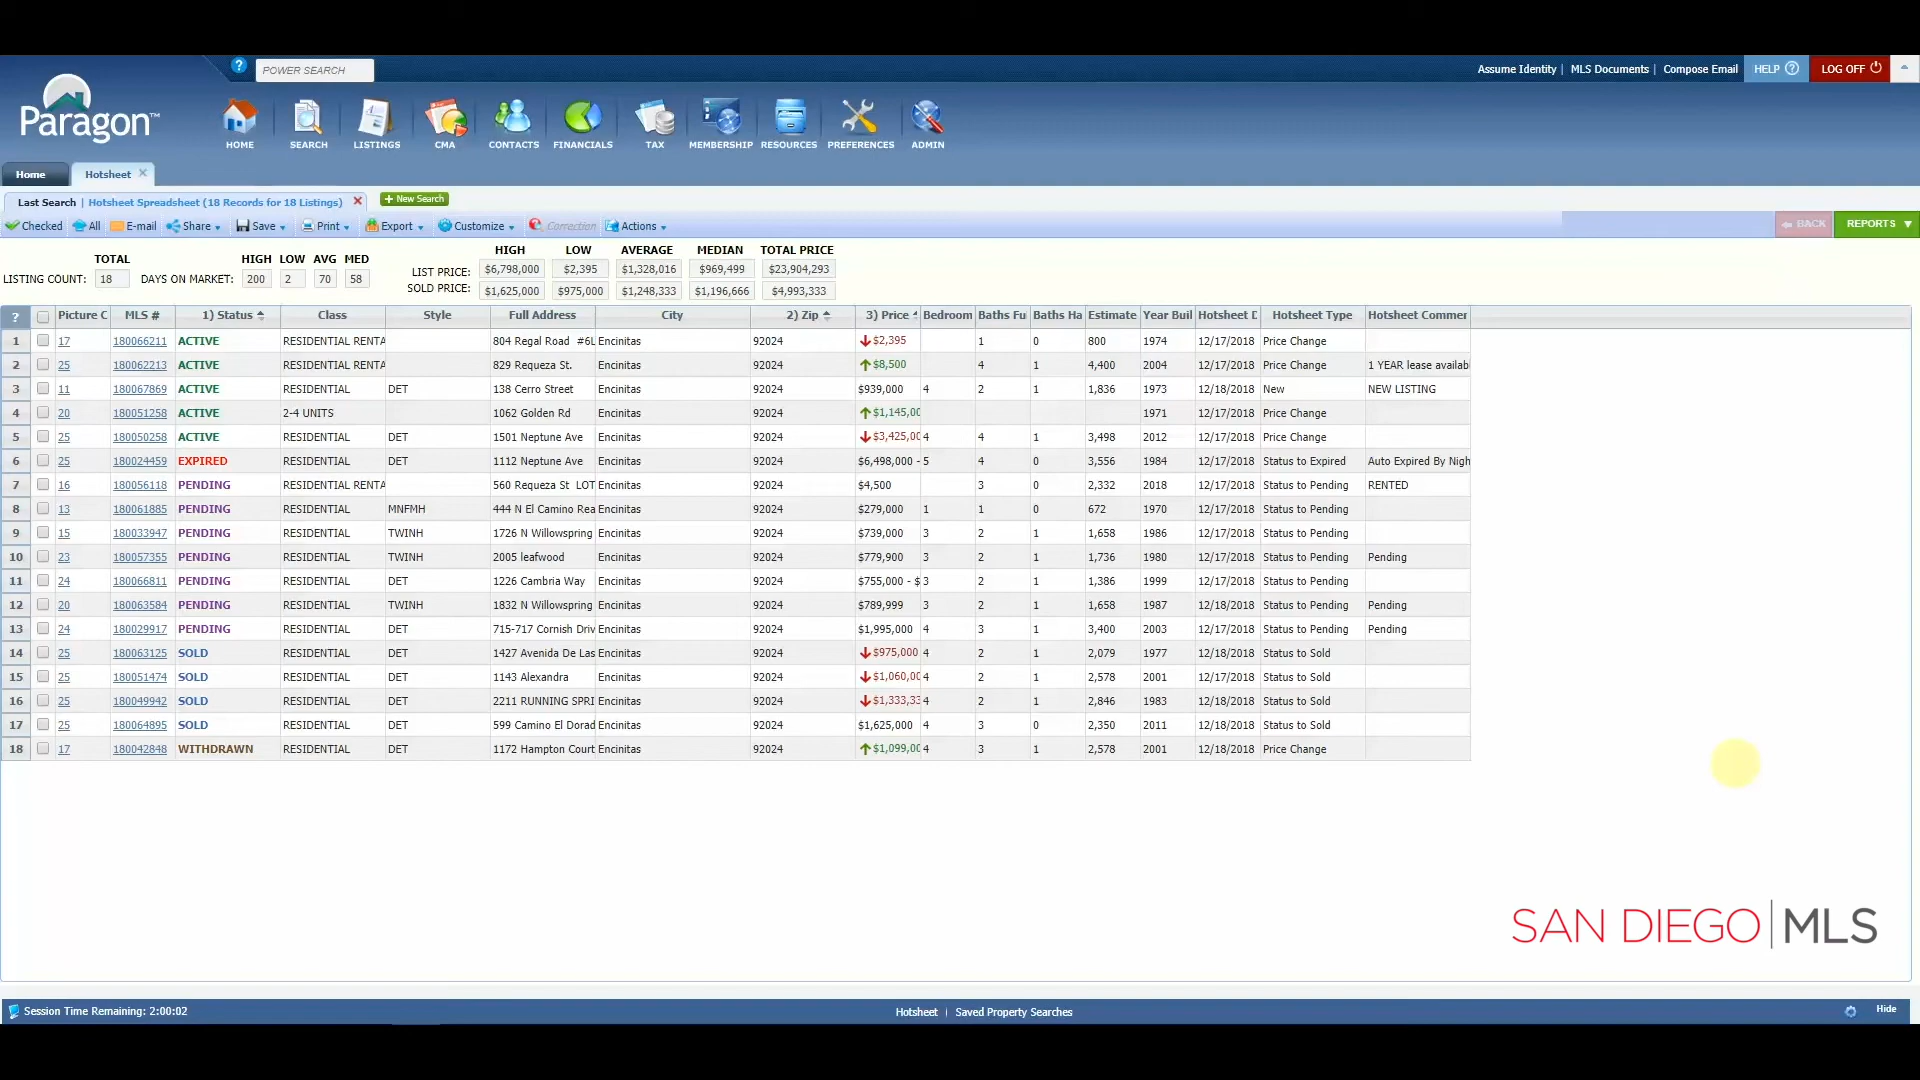 ? POWER SEARCH Assume Identity | MLS Documents | Compose Email HELP ? LOG OFF
Paragon™
HOME SEARCH LISTINGS CMA CONTACTS FINANCIALS TAX MEMBERSHIP RESOURCES PREFERENCES ADMIN
Home Hotsheet
Last Search | Hotsheet Spreadsheet (18 Records for 18 Listings) + New Search
Checked All E-mail Share Save Print Export Customize Correction Actions BACK REPORTS
HIGH LOW AVERAGE MEDIAN TOTAL PRICE
TOTAL HIGH LOW AVG MED
LIST PRICE: $6,798,000 $2,395 $1,328,016 $969,499 $23,904,293
LISTING COUNT: 18 DAYS ON MARKET: 200 2 70 58
SOLD PRICE: $1,625,000 $975,000 $1,248,333 $1,196,666 $4,993,333
? Picture C MLS # 1) Status Class Style Full Address City 2) Zip 3) Price Bedroom Baths Fu Baths Ha Estimate Year Buil Hotsheet D Hotsheet Type Hotsheet Commer
1 17 180066211 ACTIVE RESIDENTIAL RENTA 804 Regal Road #6L Encinitas 92024 $2,395 1 0 800 1974 12/17/2018 Price Change
2 25 180062213 ACTIVE RESIDENTIAL RENTA 829 Requeza St. Encinitas 92024 $8,500 4 1 4,400 2004 12/17/2018 Price Change 1 YEAR lease availabl
3 11 180067869 ACTIVE RESIDENTIAL DET 138 Cerro Street Encinitas 92024 $939,000 4 2 1 1,836 1973 12/18/2018 New NEW LISTING
4 20 180051258 ACTIVE 2-4 UNITS 1062 Golden Rd Encinitas 92024 $1,145,00 1971 12/17/2018 Price Change
5 25 180050258 ACTIVE RESIDENTIAL DET 1501 Neptune Ave Encinitas 92024 $3,425,00 4 4 1 3,498 2012 12/17/2018 Price Change
6 25 180024459 EXPIRED RESIDENTIAL DET 1112 Neptune Ave Encinitas 92024 $6,498,000 - 5 4 0 3,556 1984 12/17/2018 Status to Expired Auto Expired By Nigh
7 16 180056118 PENDING RESIDENTIAL RENTA 560 Requeza St LOT Encinitas 92024 $4,500 3 0 2,332 2018 12/17/2018 Status to Pending RENTED
8 13 180061885 PENDING RESIDENTIAL MNFMH 444 N El Camino Rea Encinitas 92024 $279,000 1 1 0 672 1970 12/17/2018 Status to Pending
9 15 180033947 PENDING RESIDENTIAL TWINH 1726 N Willowspring Encinitas 92024 $739,000 3 2 1 1,658 1986 12/17/2018 Status to Pending
10 23 180057355 PENDING RESIDENTIAL TWINH 2005 leafwood Encinitas 92024 $779,900 3 2 1 1,736 1980 12/17/2018 Status to Pending Pending
11 24 180066811 PENDING RESIDENTIAL DET 1226 Cambria Way Encinitas 92024 $755,000 - $ 3 2 1 1,386 1999 12/17/2018 Status to Pending
12 20 180063584 PENDING RESIDENTIAL TWINH 1832 N Willowspring Encinitas 92024 $789,999 3 2 1 1,658 1987 12/18/2018 Status to Pending Pending
13 24 180029917 PENDING RESIDENTIAL DET 715-717 Cornish Driv Encinitas 92024 $1,995,000 4 3 1 3,400 2003 12/17/2018 Status to Pending Pending
14 25 180063125 SOLD RESIDENTIAL DET 1427 Avenida De Las Encinitas 92024 $975,000 4 2 1 2,079 1977 12/18/2018 Status to Sold
15 25 180051474 SOLD RESIDENTIAL DET 1143 Alexandra Encinitas 92024 $1,060,00 4 2 1 2,578 2001 12/17/2018 Status to Sold
16 25 180049942 SOLD RESIDENTIAL DET 2211 RUNNING SPRI Encinitas 92024 $1,333,33 4 2 1 2,846 1983 12/18/2018 Status to Sold
17 25 180064895 SOLD RESIDENTIAL DET 599 Camino El Dorad Encinitas 92024 $1,625,000 4 3 0 2,350 2011 12/18/2018 Status to Sold
18 17 180042848 WITHDRAWN RESIDENTIAL DET 1172 Hampton Court Encinitas 92024 $1,099,00 4 3 1 2,578 2001 12/18/2018 Price Change
SAN DIEGO|MLS
Session Time Remaining: 2:00:02 Hotsheet | Saved Property Searches Hide